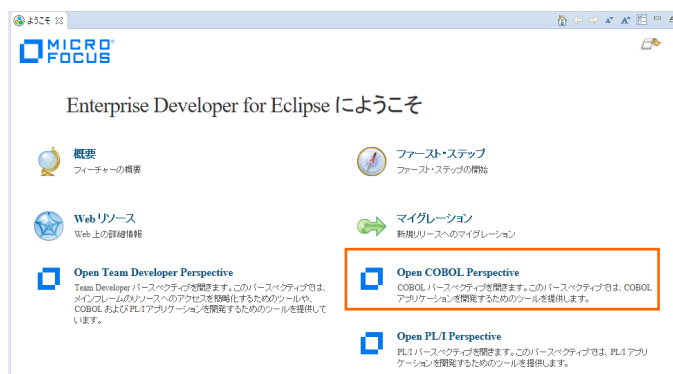 ようこそ
MICRO
FOCUS
Enterprise Developer for Eclipse にようこそ
概要
フィーチャーの概要
ファースト・ステップ
ファースト・ステップの開始
Web リソース
Web 上の詳細情報
マイグレーション
新規リリースへのマイグレーション
Open Team Developer Perspective
Team Developer パースペクティブを開きます。このパースペクティブでは、
メインフレームのリソースへのアクセスを簡略化するためのツールや、
COBOL および PL/I アプリケーションを開発するためのツールを提供して
います。
Open COBOL Perspective
COBOL パースペクティブを開きます。このパースペクティブでは、COBOL
アプリケーションを開発するためのツールを提供します。
Open PL/I Perspective
PL/I パースペクティブを開きます。このパースペクティブでは、PL/I アプリ
ケーションを開発するためのツールを提供します。